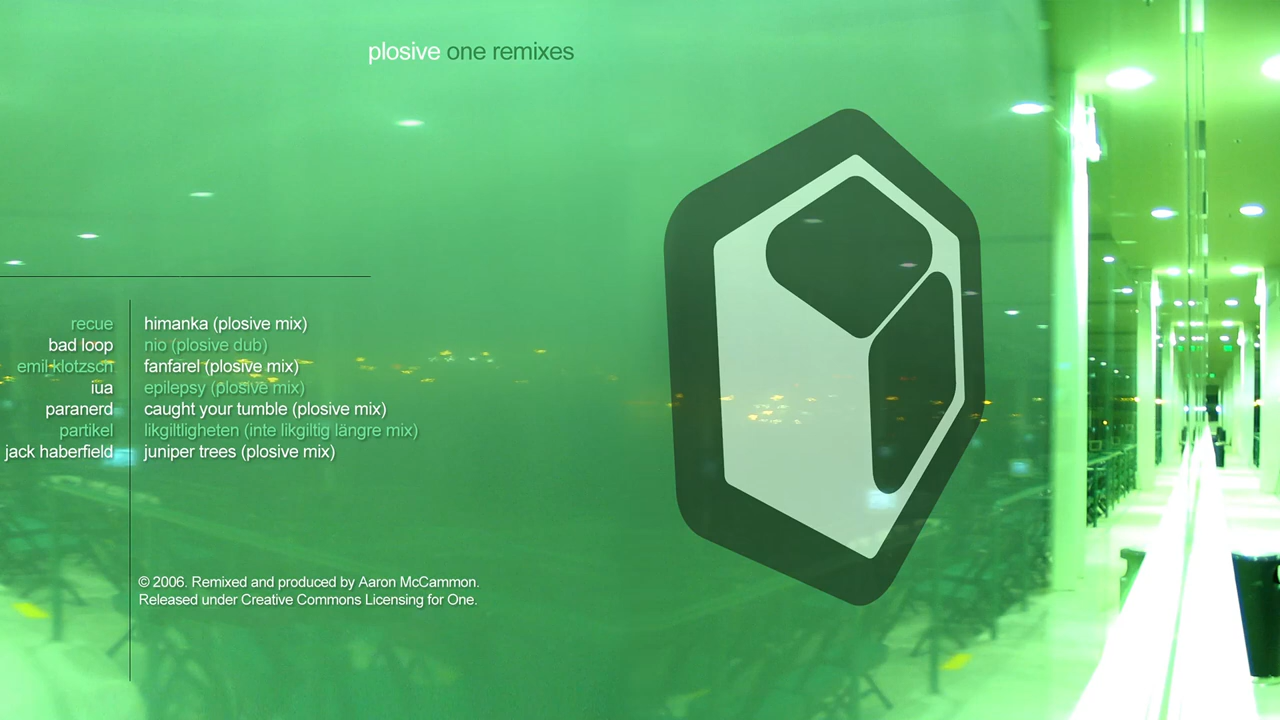 plosive one remixes
recue himanka (plosive mix)
bad loop nio (plosive dub)
emil klotzsch fanfarel (plosive mix)
iua epilepsy (plosive mix)
paranerd caught your tumble (plosive mix)
partikel likgiltligheten (inte likgiltig längre mix)
jack haberfield juniper trees (plosive mix)
© 2006. Remixed and produced by Aaron McCammon.
Released under Creative Commons Licensing for One.